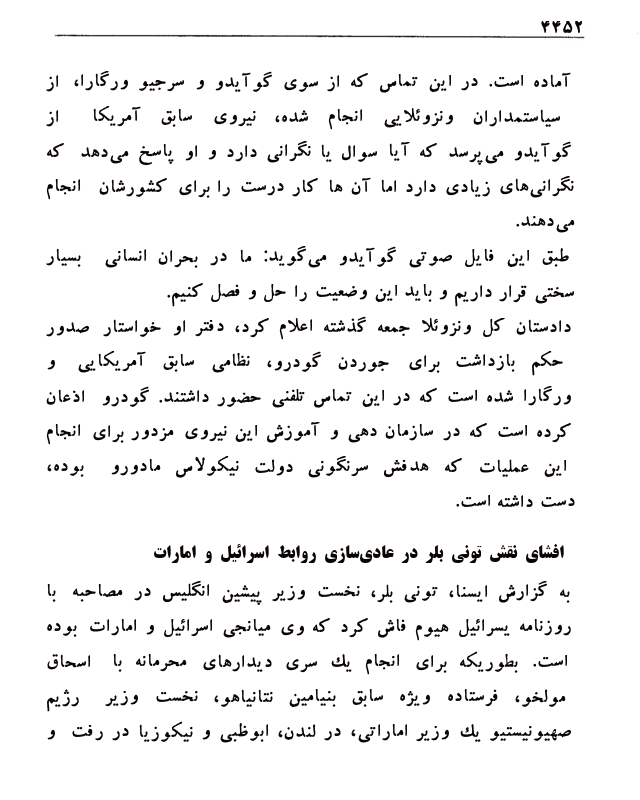 ۴۴۵۲
آماده است. در این تماس که از سوی گوآیدو و سرجیو ورگارا، از
سیاستمداران ونزوئلایی انجام شده، نیروی سابق آمریکا از
گوآیدو می‌پرسد که آیا سوال یا نگرانی دارد و او پاسخ می‌دهد که
نگرانی‌های زیادی دارد اما آن ها کار درست را برای کشورشان انجام
می‌دهند.
طبق این فایل صوتی گوآیدو می‌گوید: ما در بحران انسانی بسیار
سختی قرار داریم و باید این وضعیت را حل و فصل کنیم.
دادستان کل ونزوئلا جمعه گذشته اعلام کرد، دفتر او خواستار صدور
حکم بازداشت برای جوردن گودرو، نظامی سابق آمریکایی و
ورگارا شده است که در این تماس تلفنی حضور داشتند. گودرو اذعان
کرده است که در سازمان دهی و آموزش این نیروی مزدور برای انجام
این عملیات که هدفش سرنگونی دولت نیکولاس مادورو بوده،
دست داشته است.
افشای نقش تونی بلر در عادی‌سازی روابط اسرائیل و امارات
به گزارش ایسنا، تونی بلر، نخست وزیر پیشین انگلیس در مصاحبه با
روزنامه یسرائیل هیوم فاش کرد که وی میانجی اسرائیل و امارات بوده
است. بطوریکه برای انجام یك سری دیدارهای محرمانه با اسحاق
مولخو، فرستاده ویژه سابق بنیامین نتانیاهو، نخست وزیر رژیم
صهیونیستیو یك وزیر اماراتی، در لندن، ابوظبی و نیکوزیا در رفت و